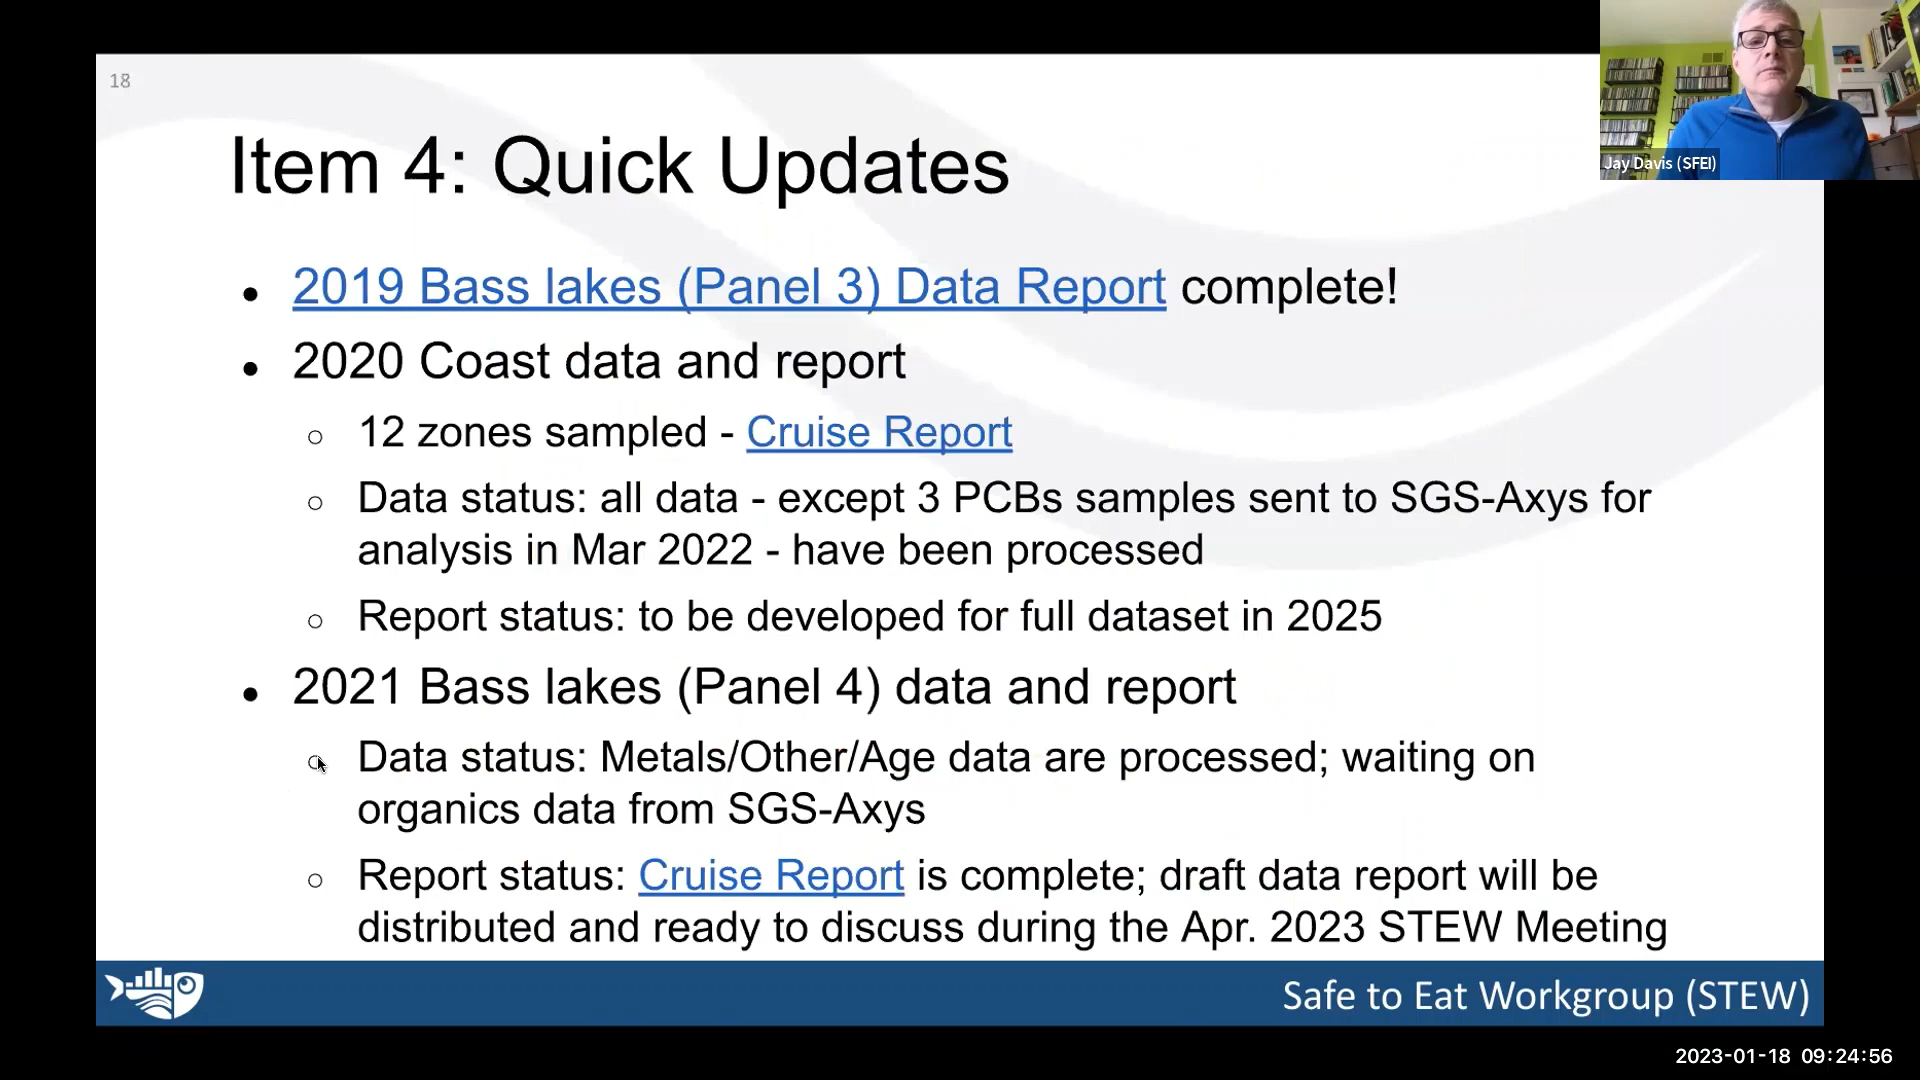 18
Item 4: Quick Updates
● 2019 Bass lakes (Panel 3) Data Report complete!
● 2020 Coast data and report
○ 12 zones sampled - Cruise Report
○ Data status: all data - except 3 PCBs samples sent to SGS-Axys for
analysis in Mar 2022 - have been processed
○ Report status: to be developed for full dataset in 2025
● 2021 Bass lakes (Panel 4) data and report
○ Data status: Metals/Other/Age data are processed; waiting on
organics data from SGS-Axys
○ Report status: Cruise Report is complete; draft data report will be
distributed and ready to discuss during the Apr. 2023 STEW Meeting
Safe to Eat Workgroup (STEW)
Jay Davis (SFEI)
2023-01-18 09:24:56